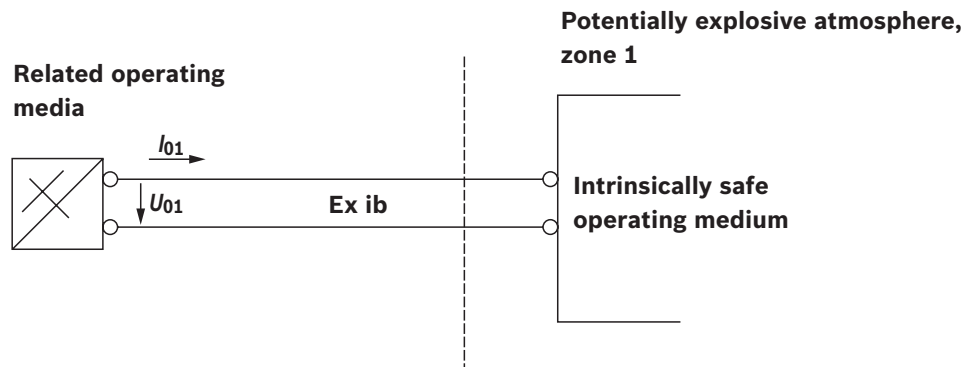 Potentially explosive atmosphere,
zone 1
Related operating
media
I01
U01
Ex ib
Intrinsically safe
operating medium